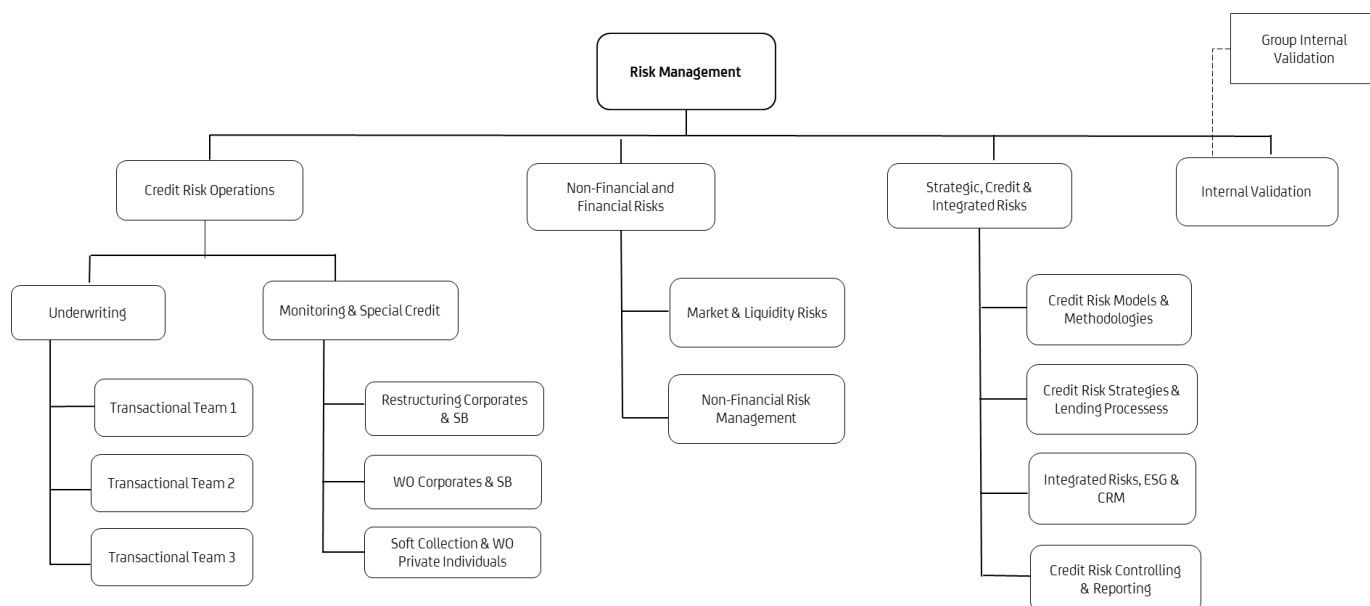 Group Internal
Validation
Risk Management
Credit Risk Operations
Non-Financial and
Financial Risks
Strategic, Credit &
Integrated Risks
Internal Validation
Underwriting
Monitoring & Special Credit
Market & Liquidity Risks
Credit Risk Models &
Methodologies
Transactional Team 1
Restructuring Corporates
& SB
Non-Financial Risk
Management
Credit Risk Strategies &
Lending Processess
Transactional Team 2
WO Corporates & SB
Integrated Risks, ESG &
CRM
Transactional Team 3
Soft Collection & WO
Private Individuals
Credit Risk Controlling
& Reporting